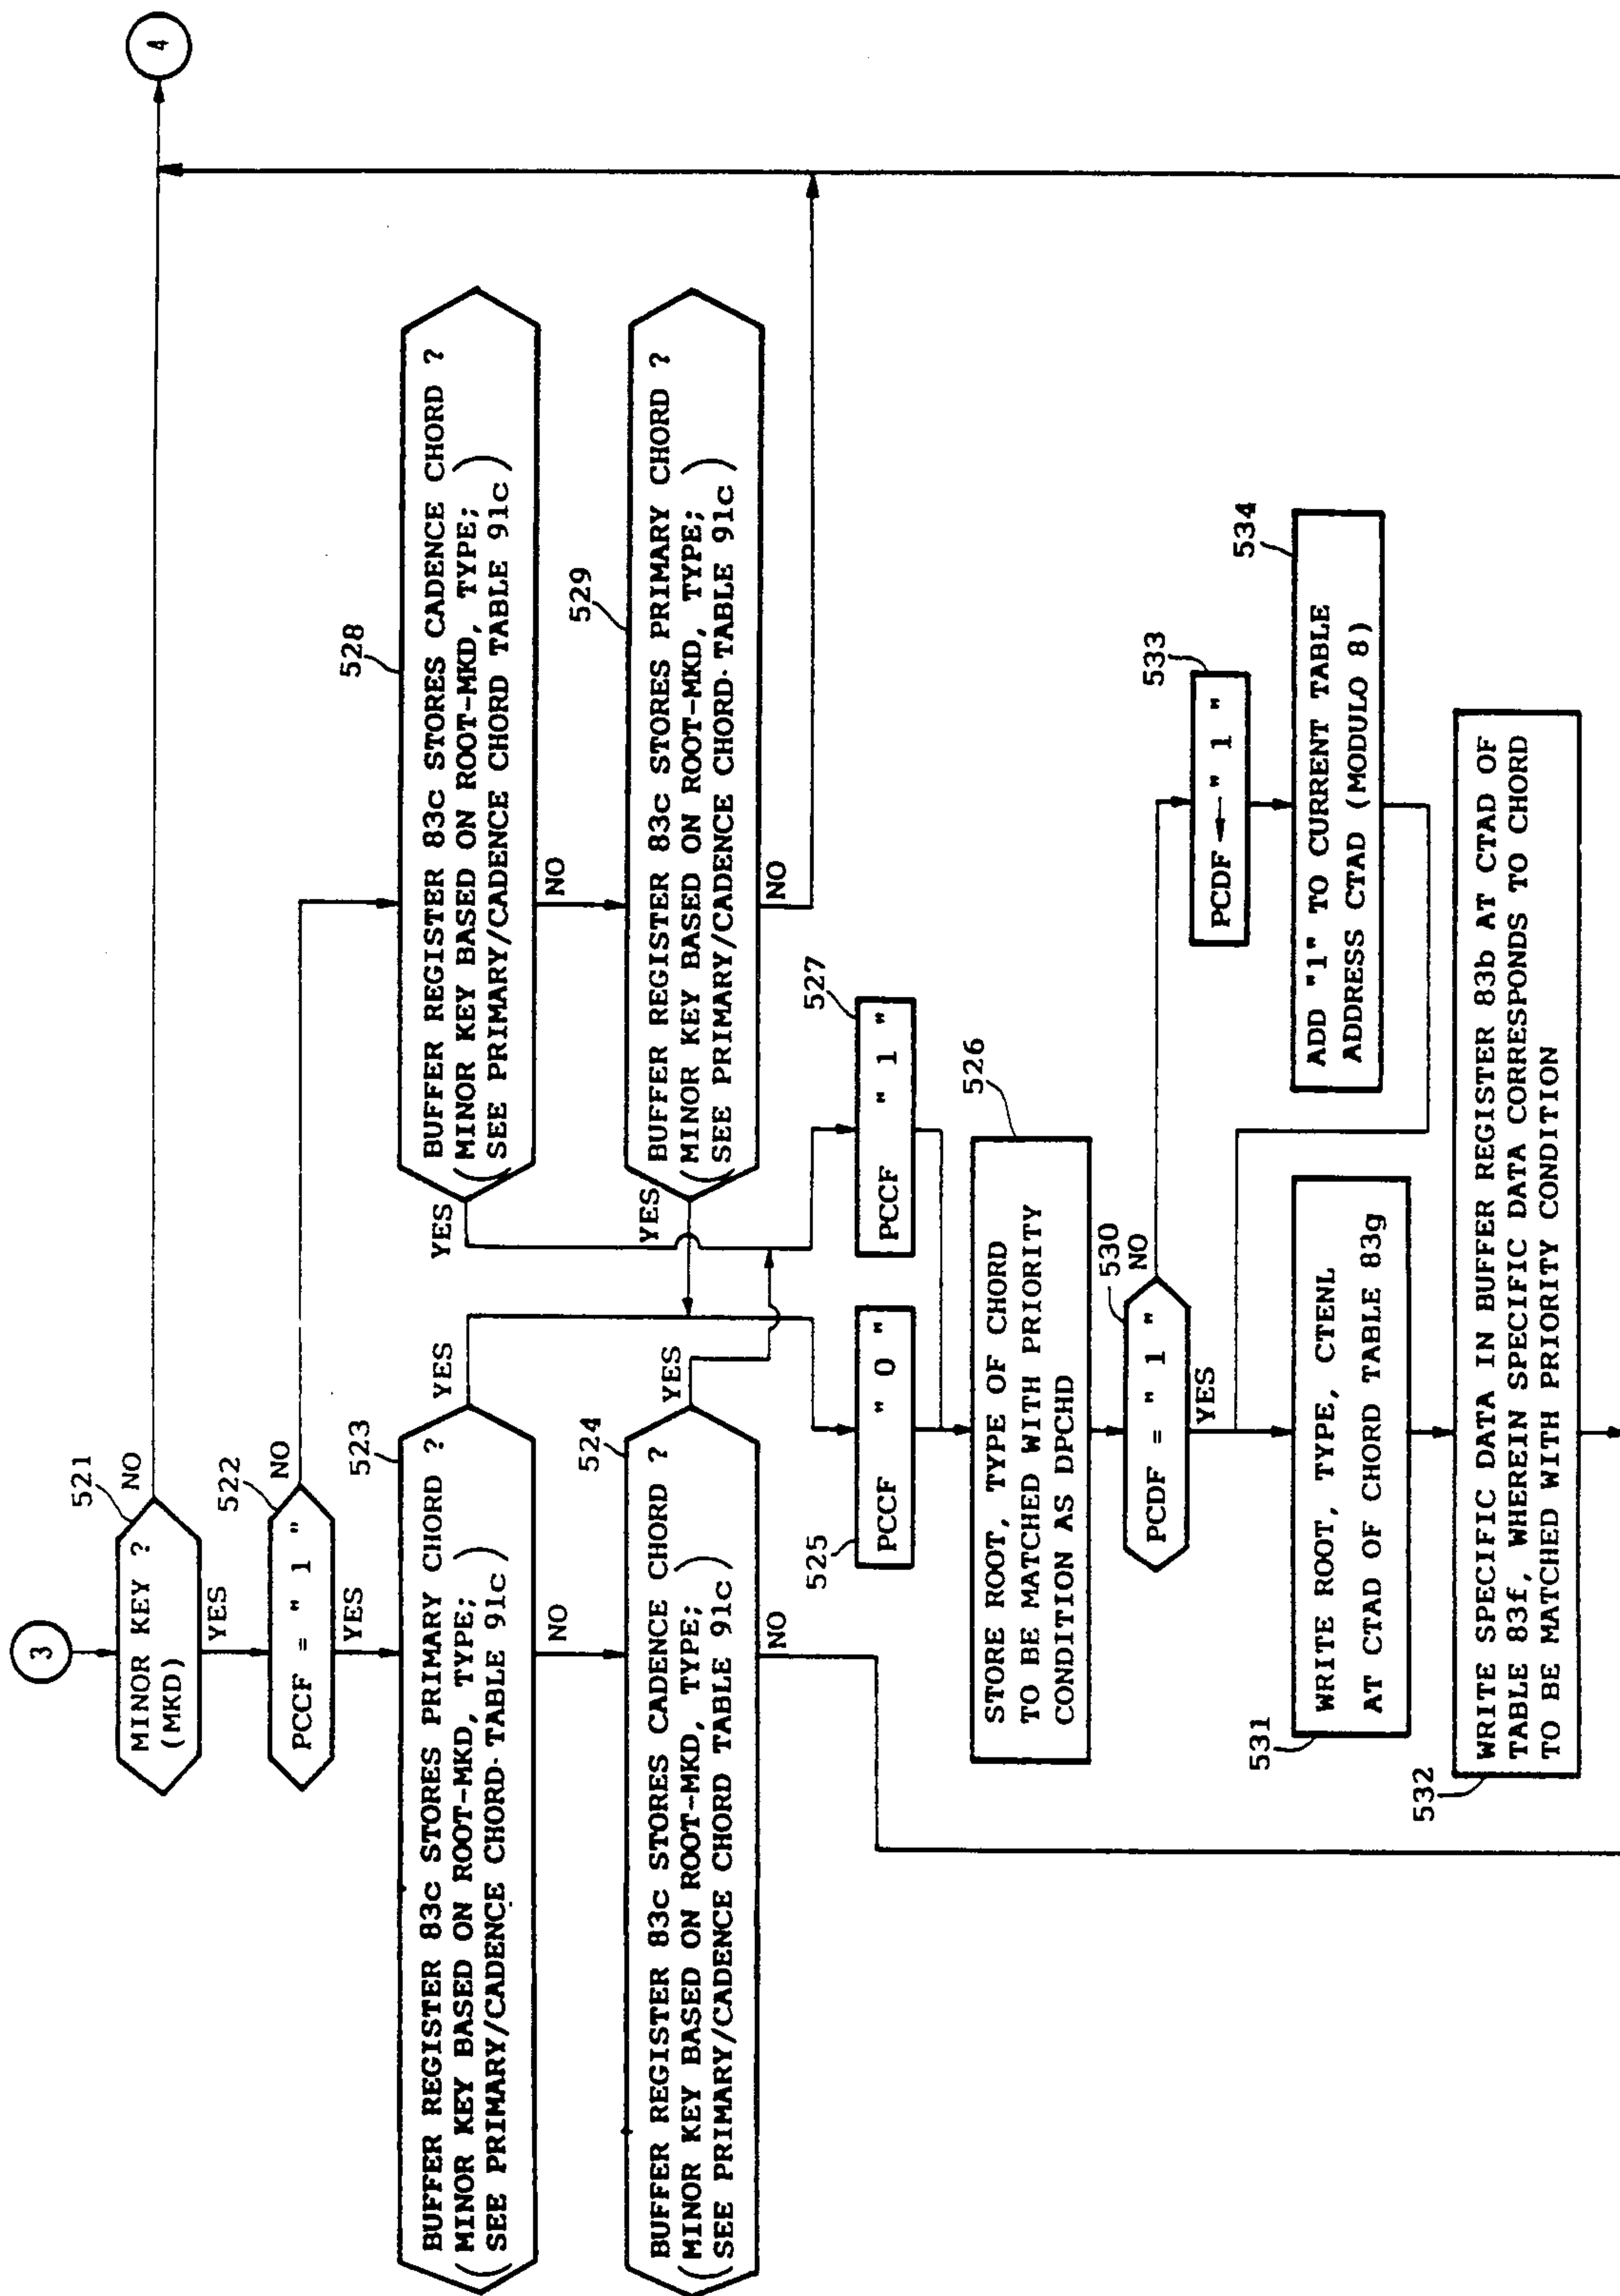 3
521
MINOR KEY ?
(MKD)
NO
4
YES
522
PCCF = " 1 "
NO
YES
523
BUFFER REGISTER 83c STORES PRIMARY CHORD ?
(MINOR KEY BASED ON ROOT-MKD, TYPE;
SEE PRIMARY/CADENCE CHORD·TABLE 91c)
YES
NO
524
BUFFER REGISTER 83c STORES CADENCE CHORD ?
(MINOR KEY BASED ON ROOT-MKD, TYPE;
SEE PRIMARY/CADENCE CHORD TABLE 91c)
YES
NO
528
BUFFER REGISTER 83c STORES CADENCE CHORD ?
(MINOR KEY BASED ON ROOT-MKD, TYPE;
SEE PRIMARY/CADENCE CHORD TABLE 91c)
YES
NO
529
BUFFER REGISTER 83c STORES PRIMARY CHORD ?
(MINOR KEY BASED ON ROOT-MKD, TYPE;
SEE PRIMARY/CADENCE CHORD·TABLE 91c)
YES
NO
525
PCCF " 0 "
527
PCCF " 1 "
526
STORE ROOT, TYPE OF CHORD
TO BE MATCHED WITH PRIORITY
CONDITION AS DPCHD
530
PCDF = " 1 "
NO
YES
533
PCDF ← " 1 "
534
ADD "1" TO CURRENT TABLE
ADDRESS CTAD (MODULO 8)
531
WRITE ROOT, TYPE, CTENL
AT CTAD OF CHORD TABLE 83g
532
WRITE SPECIFIC DATA IN BUFFER REGISTER 83b AT CTAD OF
TABLE 83f, WHEREIN SPECIFIC DATA CORRESPONDS TO CHORD
TO BE MATCHED WITH PRIORITY CONDITION